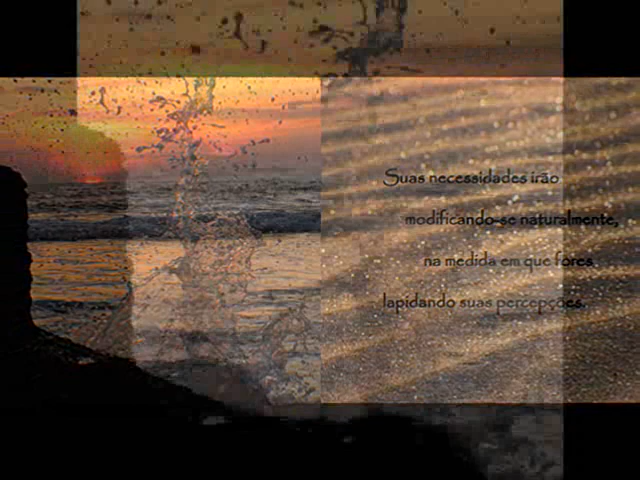 Suas necessidades irão
modificando-se naturalmente,
na medida em que fores
lapidando suas percepções.